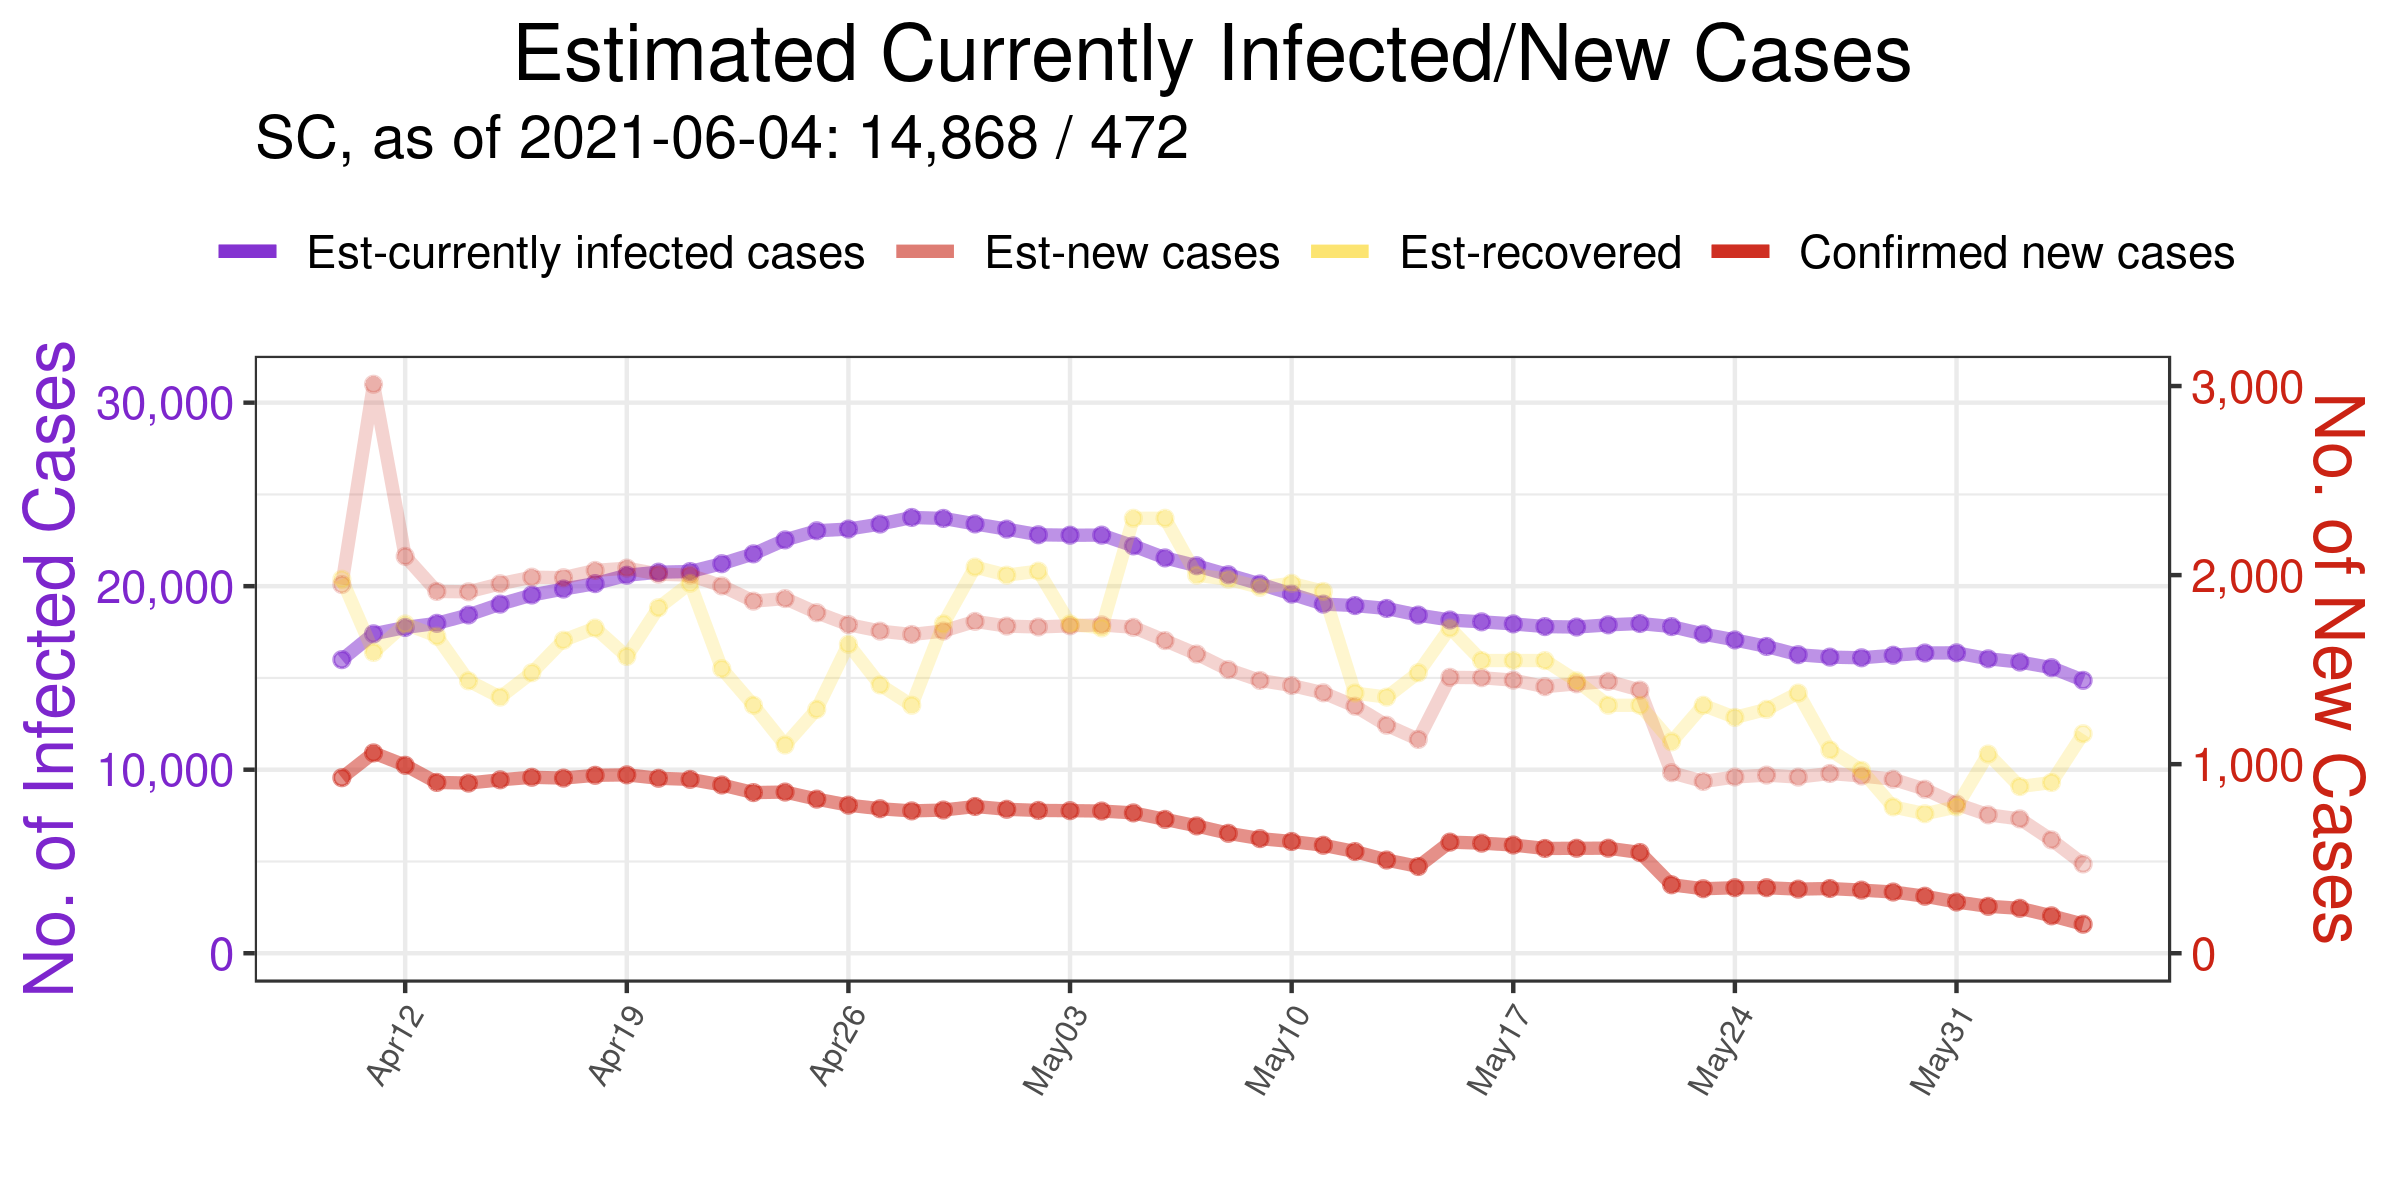 Estimated Currently Infected/New Cases
SC, as of 2021-06-04: 14,868 / 472
Est-currently infected cases Est-new cases Est-recovered Confirmed new cases
No. of Infected Cases
30,000
20,000
10,000
0
3,000
2,000
1,000
0
No. of New Cases
Apr12 Apr19 Apr26 May03 May10 May17 May24 May31